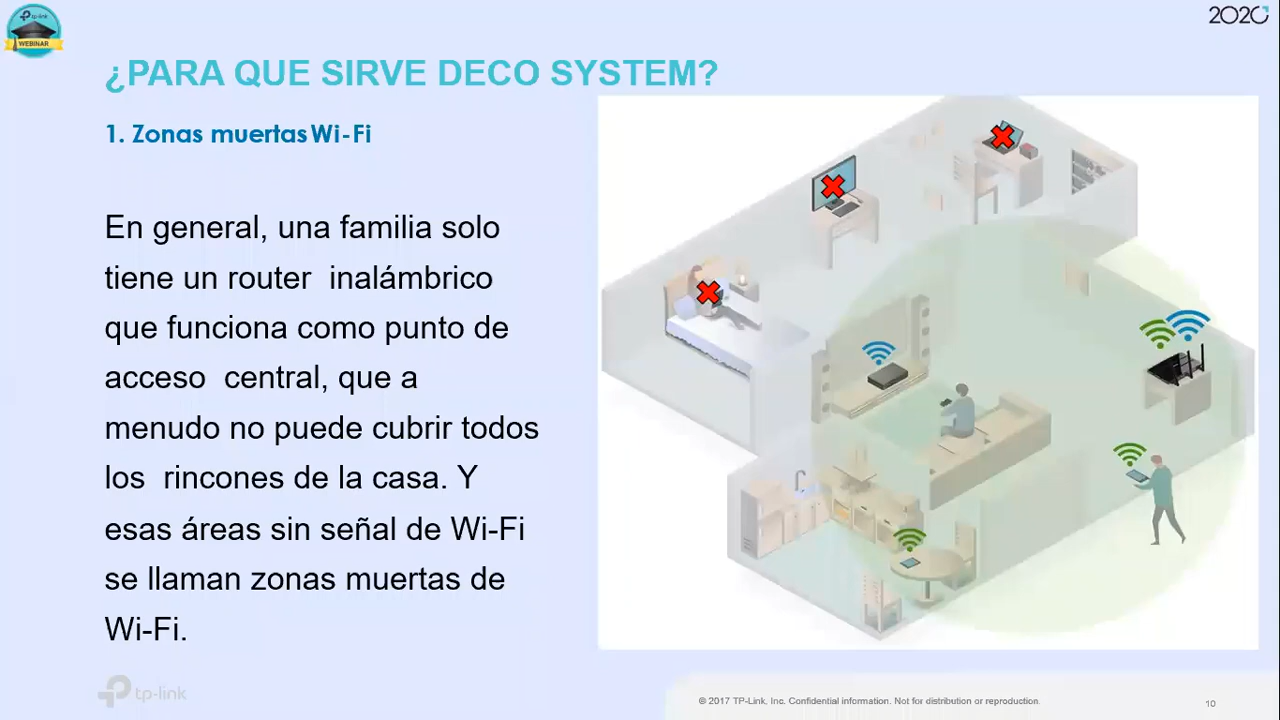 tp-link
WEBINAR
2020
¿PARA QUE SIRVE DECO SYSTEM?
1. Zonas muertas Wi-Fi
En general, una familia solo
tiene un router inalámbrico
que funciona como punto de
acceso central, que a
menudo no puede cubrir todos
los rincones de la casa. Y
esas áreas sin señal de Wi-Fi
se llaman zonas muertas de
Wi-Fi.
tp-link
© 2017 TP-Link, Inc. Confidential information. Not for distribution or reproduction.
10